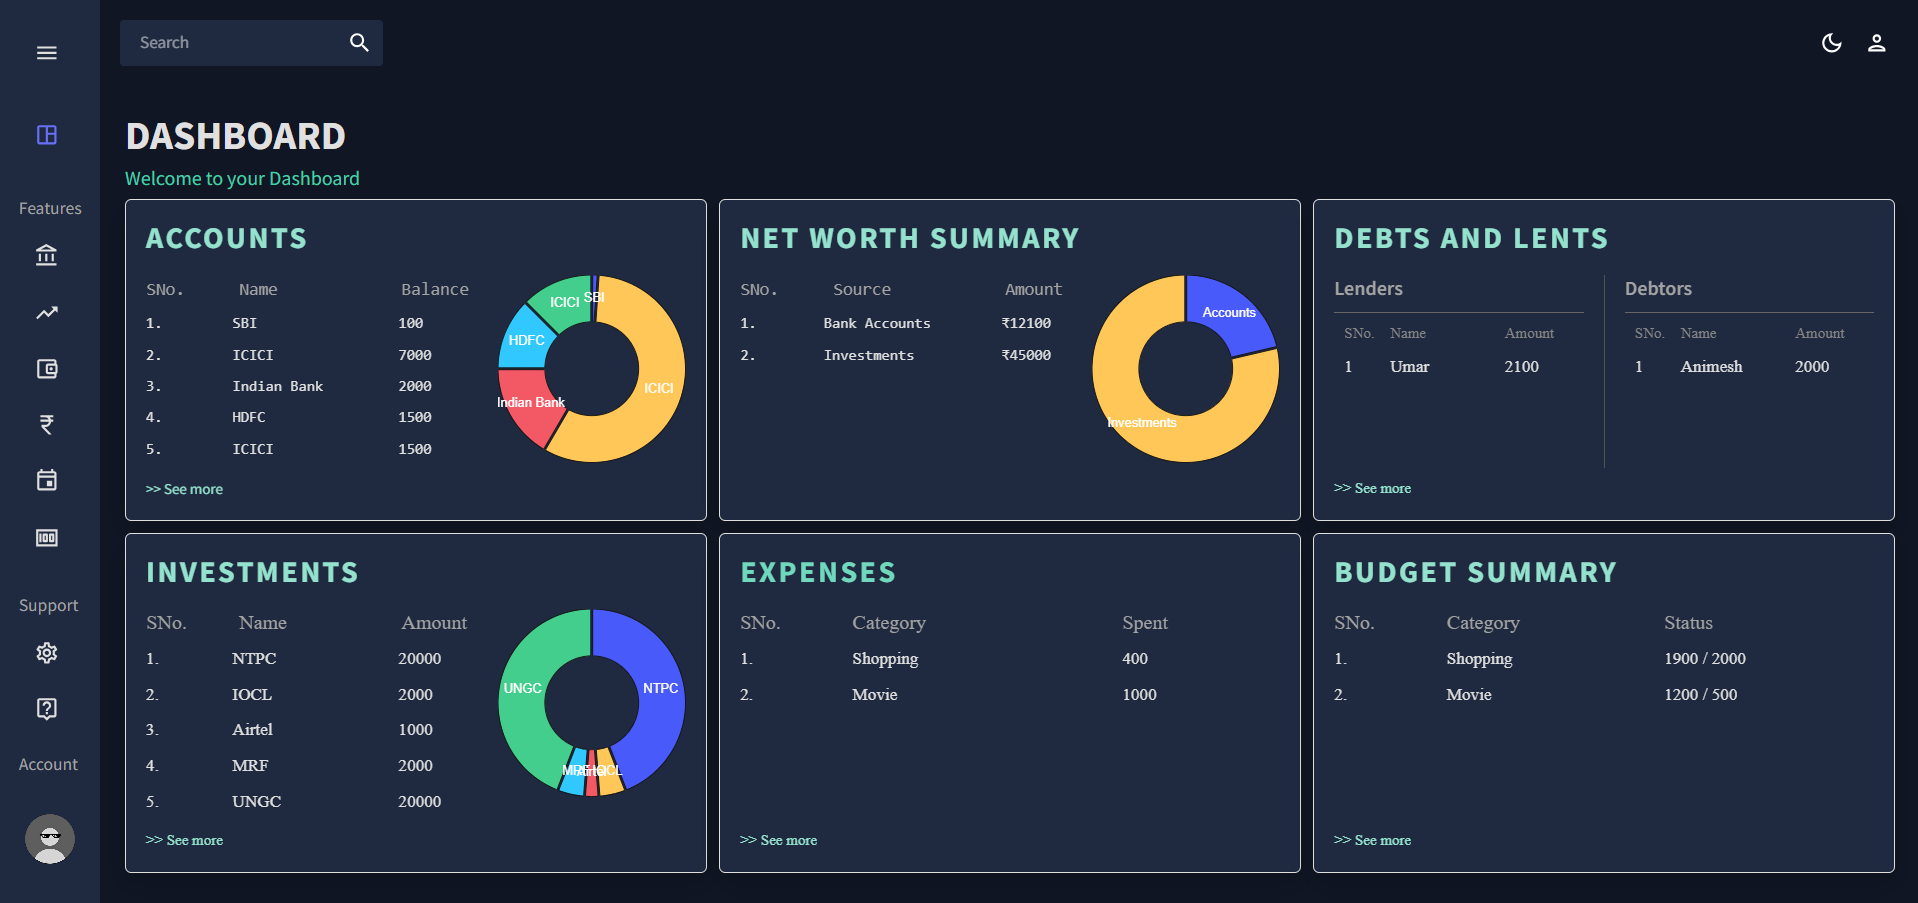 Search
DASHBOARD
Welcome to your Dashboard
Features
Support
Account
ACCOUNTS
SNo. Name Balance
1. SBI 100
2. ICICI 7000
3. Indian Bank 2000
4. HDFC 1500
5. ICICI 1500
>> See more
ICICI
SBI
HDFC
ICICI
Indian Bank
NET WORTH SUMMARY
SNo. Source Amount
1. Bank Accounts ₹12100
2. Investments ₹45000
Accounts
Investments
DEBTS AND LENTS
Lenders
SNo. Name Amount
1 Umar 2100
Debtors
SNo. Name Amount
1 Animesh 2000
>> See more
INVESTMENTS
SNo. Name Amount
1. NTPC 20000
2. IOCL 2000
3. Airtel 1000
4. MRF 2000
5. UNGC 20000
>> See more
UNGC
NTPC
MRF
Airtel
IOCL
EXPENSES
SNo. Category Spent
1. Shopping 400
2. Movie 1000
>> See more
BUDGET SUMMARY
SNo. Category Status
1. Shopping 1900 / 2000
2. Movie 1200 / 500
>> See more